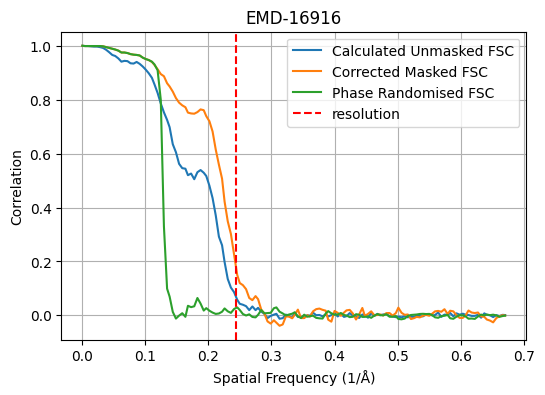 EMD-16916
Correlation
1.0
0.8
0.6
0.4
0.2
0.0
Calculated Unmasked FSC
Corrected Masked FSC
Phase Randomised FSC
resolution
0.0 0.1 0.2 0.3 0.4 0.5 0.6 0.7
Spatial Frequency (1/Å)